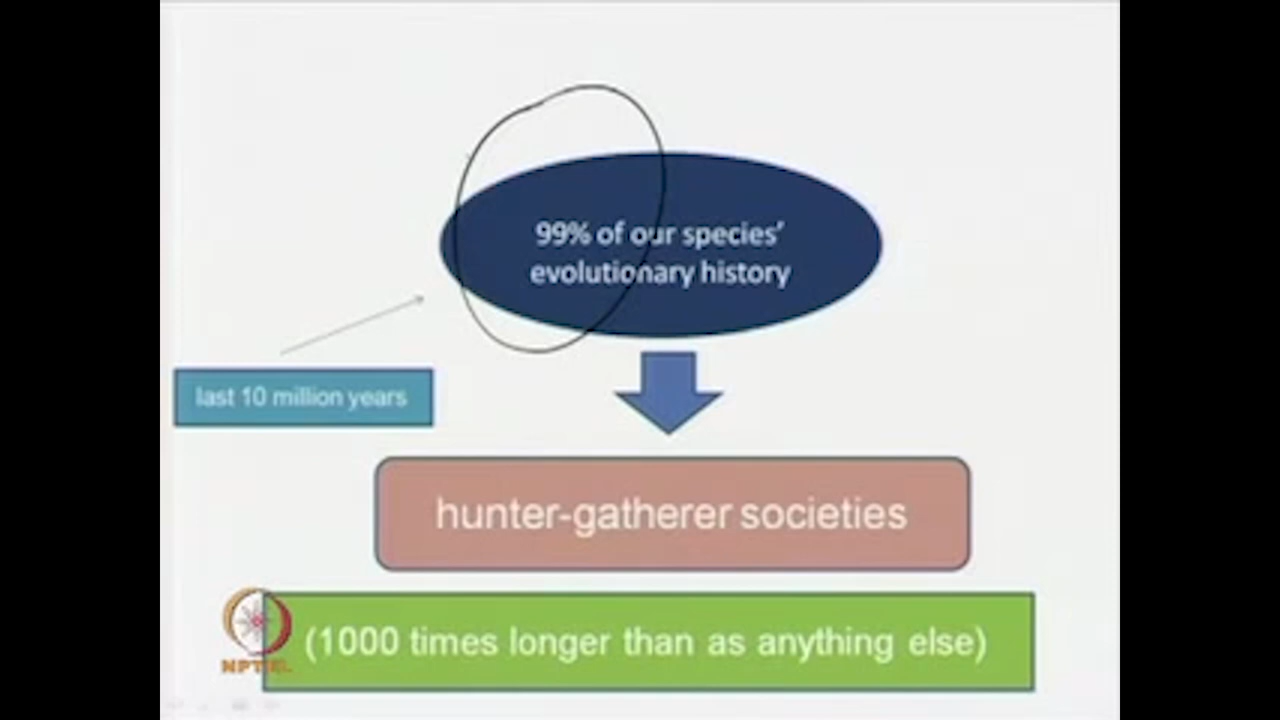 99% of our species'
evolutionary history
last 10 million years
hunter-gatherer societies
(1000 times longer than as anything else)
NPTEL